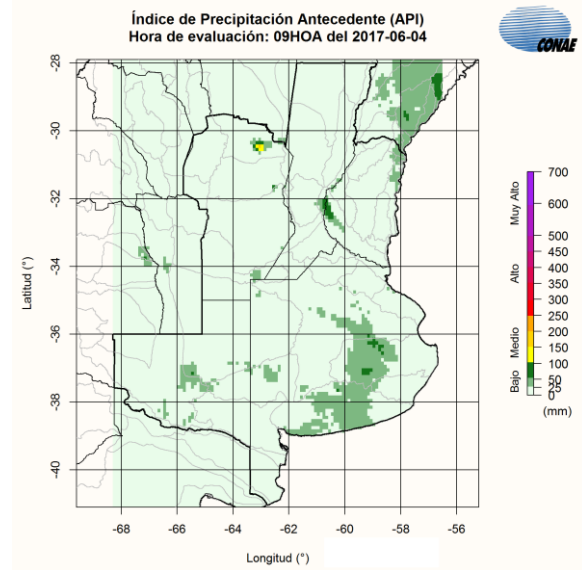 Índice de Precipitación Antecedente (API)
Hora de evaluación: 09HOA del 2017-06-04
CONAE
-28
-30
-32
-34
-36
-38
-40
Latitud (°)
-68
-66
-64
-62
-60
-58
-56
Longitud (°)
Muy Alto
Alto
Medio
Bajo
700
600
500
450
400
350
300
250
200
150
100
50
25
0
(mm)